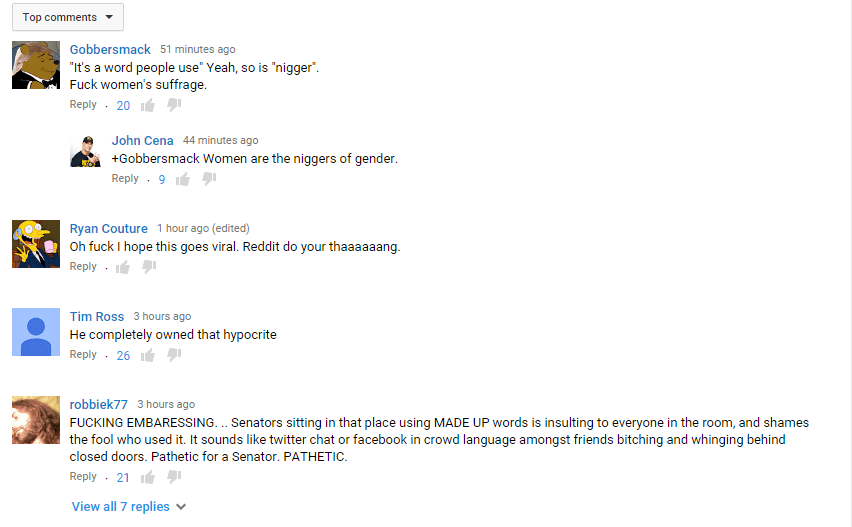 Top comments
Gobbersmack 51 minutes ago
"It's a word people use" Yeah, so is "nigger".
Fuck women's suffrage.
Reply · 20
John Cena 44 minutes ago
+Gobbersmack Women are the niggers of gender.
Reply · 9
Ryan Couture 1 hour ago (edited)
Oh fuck I hope this goes viral. Reddit do your thaaaaaang.
Reply ·
Tim Ross 3 hours ago
He completely owned that hypocrite
Reply · 26
robbiek77 3 hours ago
FUCKING EMBARESSING. .. Senators sitting in that place using MADE UP words is insulting to everyone in the room, and shames
the fool who used it. It sounds like twitter chat or facebook in crowd language amongst friends bitching and whinging behind
closed doors. Pathetic for a Senator. PATHETIC.
Reply · 21
View all 7 replies